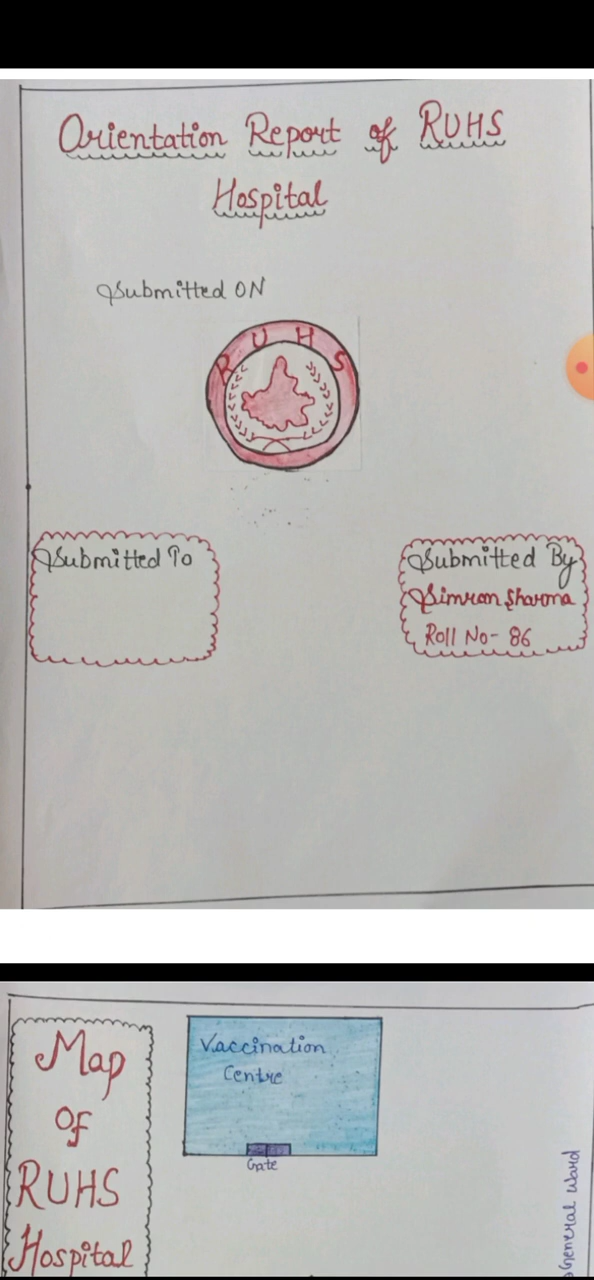 Orientation Report of RUHS
Hospital
Submitted ON
RUHS
Submitted To
Submitted By
Simran Sharma
Roll No- 86
Map
Of
RUHS
Hospital
Vaccination
Centre
Gate
General Ward